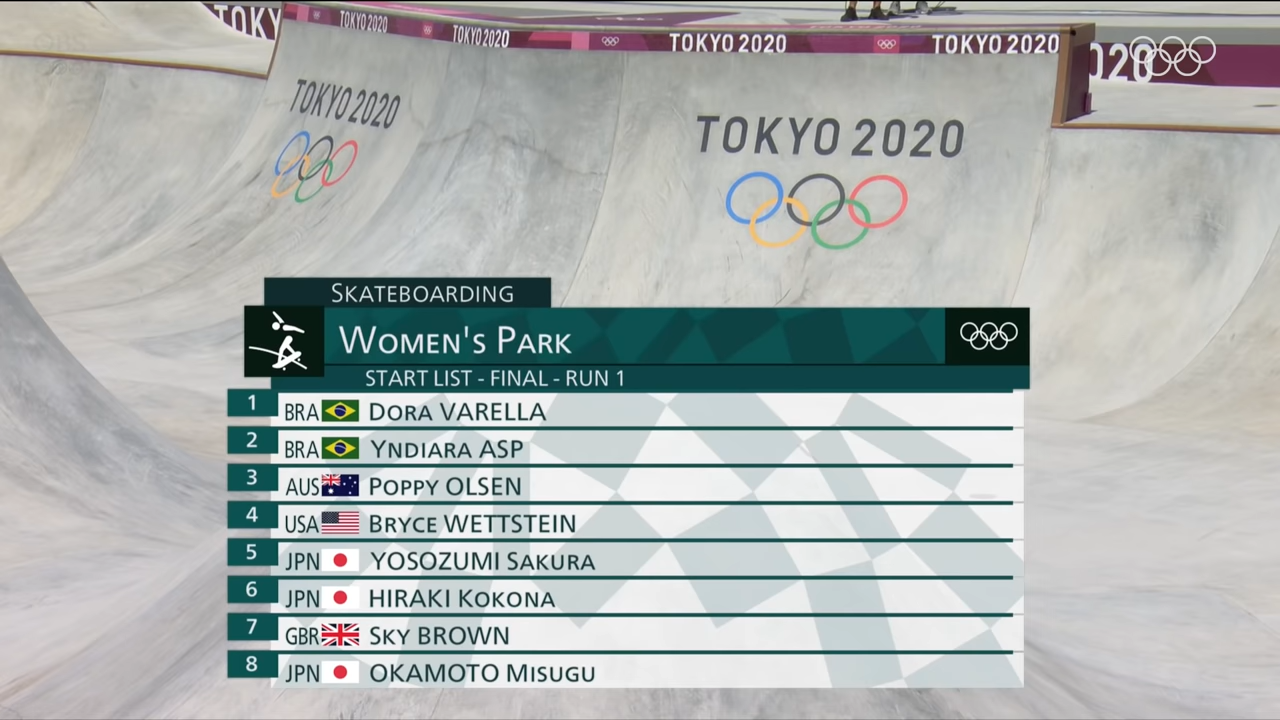 TOKY
TOKYO 2020
TOKYO 2020
TOKYO 2020
TOKYO 2020
020
TOKYO 2020
TOKYO 2020
SKATEBOARDING
WOMEN'S PARK
START LIST - FINAL - RUN 1
1 BRA DORA VARELLA
2 BRA YNDIARA ASP
3 AUS POPPY OLSEN
4 USA BRYCE WETTSTEIN
5 JPN YOSOZUMI SAKURA
6 JPN HIRAKI KOKONA
7 GBR SKY BROWN
8 JPN OKAMOTO MISUGU